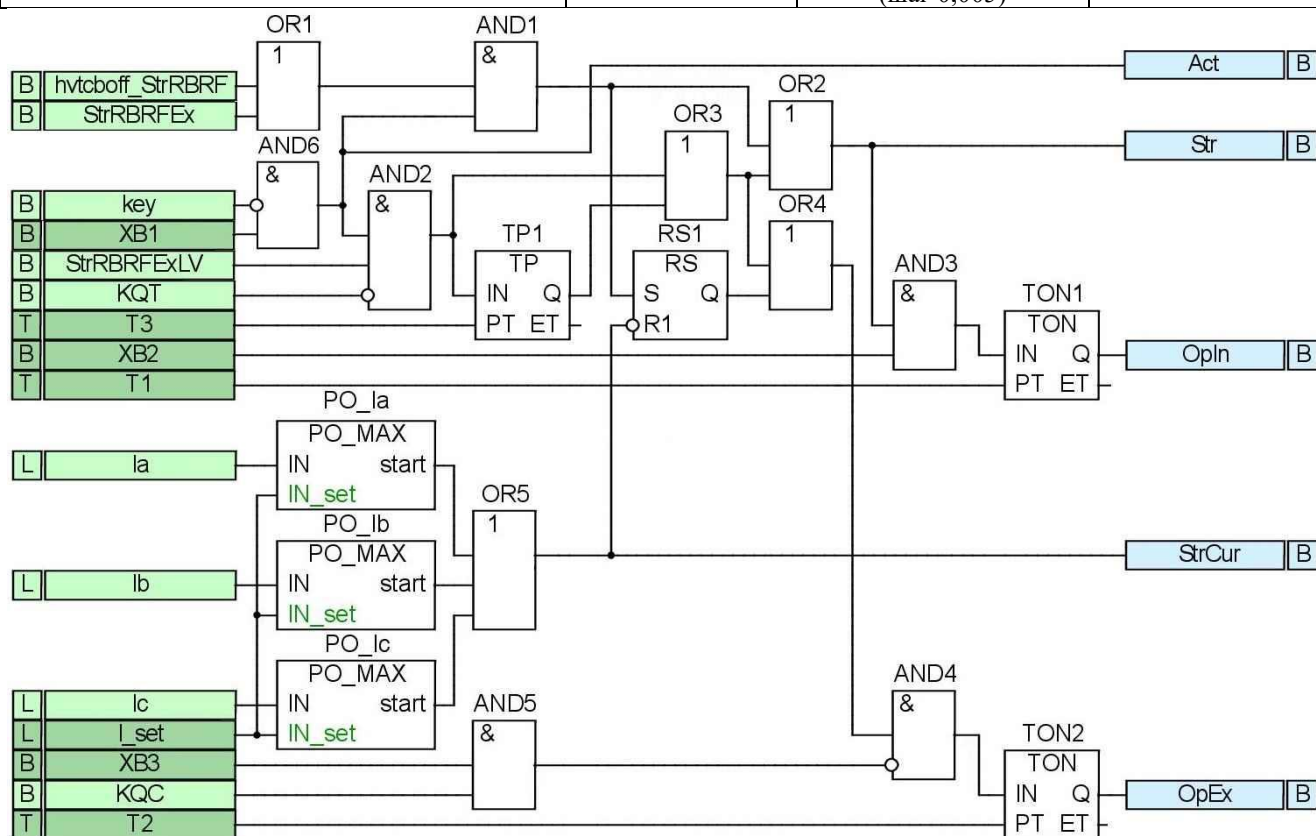 (шаг 0,005)
OR1
1
AND1
&
B hvtcboff_StrRBRF
B StrRBRFEx
Act B
OR2
1
OR3
1
Str B
AND6
&
AND2
&
B key
B XB1
B StrRBRFExLV
B KQT
T T3
B XB2
T T1
TP1
TP
IN Q
PT ET
RS1
RS
S Q
R1
OR4
1
AND3
&
TON1
TON
IN Q
PT ET
OpIn B
PO_Ia
PO_MAX
IN start
IN_set
L Ia
PO_Ib
PO_MAX
IN start
IN_set
L Ib
OR5
1
StrCur B
PO_Ic
PO_MAX
IN start
IN_set
L Ic
L I_set
B XB3
B KQC
T T2
AND5
&
AND4
&
TON2
TON
IN Q
PT ET
OpEx B